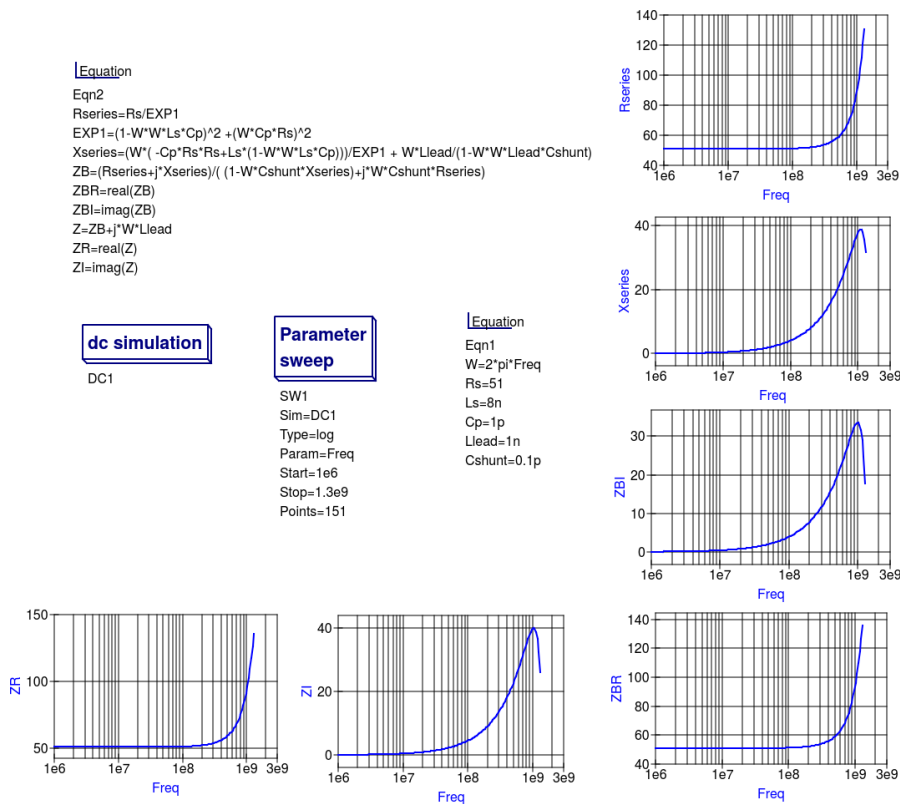 Equation
Eqn2
Rseries=Rs/EXP1
EXP1=(1-W*W*Ls*Cp)^2 +(W*Cp*Rs)^2
Xseries=(W*( -Cp*Rs*Rs+Ls*(1-W*W*Ls*Cp)))/EXP1 + W*Llead/(1-W*W*Llead*Cshunt)
ZB=(Rseries+j*Xseries)/( (1-W*Cshunt*Xseries)+j*W*Cshunt*Rseries)
ZBR=real(ZB)
ZBI=imag(ZB)
Z=ZB+j*W*Llead
ZR=real(Z)
ZI=imag(Z)
dc simulation
DC1
Parameter
sweep
SW1
Sim=DC1
Type=log
Param=Freq
Start=1e6
Stop=1.3e9
Points=151
Equation
Eqn1
W=2*pi*Freq
Rs=51
Ls=8n
Cp=1p
Llead=1n
Cshunt=0.1p
140
120
100
80
60
40
Rseries
1e6 1e7 1e8 1e9 3e9
Freq
40
20
0
Xseries
1e6 1e7 1e8 1e9 3e9
Freq
30
20
10
0
ZBI
1e6 1e7 1e8 1e9 3e9
Freq
150
100
50
ZR
1e6 1e7 1e8 1e9 3e9
Freq
40
20
0
ZI
1e6 1e7 1e8 1e9 3e9
Freq
140
120
100
80
60
40
ZBR
1e6 1e7 1e8 1e9 3e9
Freq